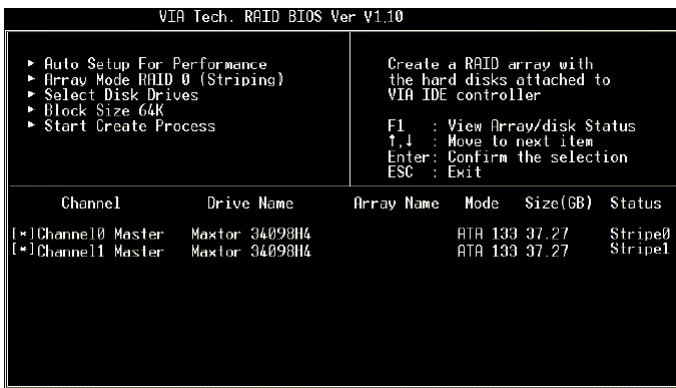 VIA Tech. RAID BIOS Ver V1.10
► Auto Setup For Performance
► Array Mode RAID 0 (Striping)
► Select Disk Drives
► Block Size 64K
► Start Create Process
Create a RAID array with
the hard disks attached to
VIA IDE controller
F1 : View Array/disk Status
↑,↓ : Move to next item
Enter: Confirm the selection
ESC : Exit
Channel Drive Name Array Name Mode Size(GB) Status
[*]Channel0 Master Maxtor 34098H4 ATA 133 37.27 Stripe0
[*]Channel1 Master Maxtor 34098H4 ATA 133 37.27 Stripe1